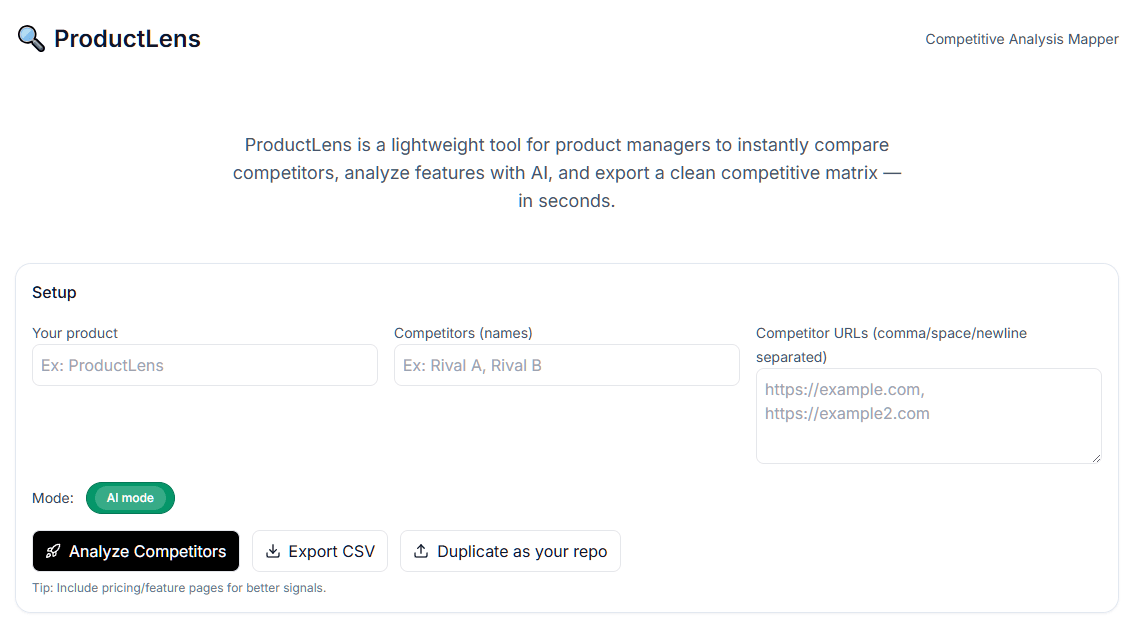 ProductLens
Competitive Analysis Mapper
ProductLens is a lightweight tool for product managers to instantly compare
competitors, analyze features with AI, and export a clean competitive matrix —
in seconds.
Setup
Your product
Ex: ProductLens
Competitors (names)
Ex: Rival A, Rival B
Competitor URLs (comma/space/newline
separated)
https://example.com,
https://example2.com
Mode:
AI mode
Analyze Competitors
Export CSV
Duplicate as your repo
Tip: Include pricing/feature pages for better signals.